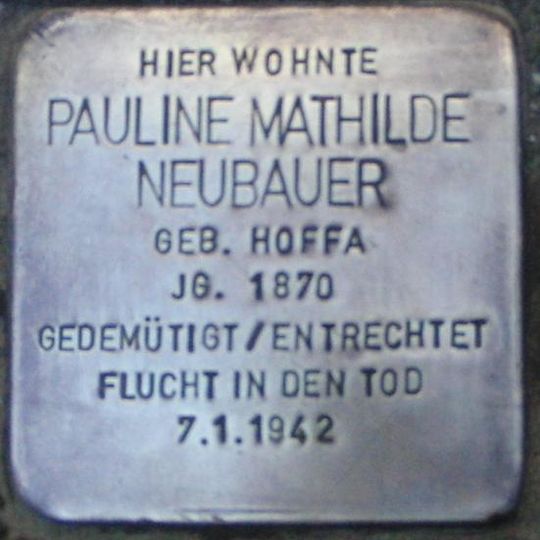 HIER WOHNTE
PAULINE MATHILDE
NEUBAUER
GEB. HOFFA
JG. 1870
GEDEMÜTIGT/ENTRECHTET
FLUCHT IN DEN TOD
7.1.1942